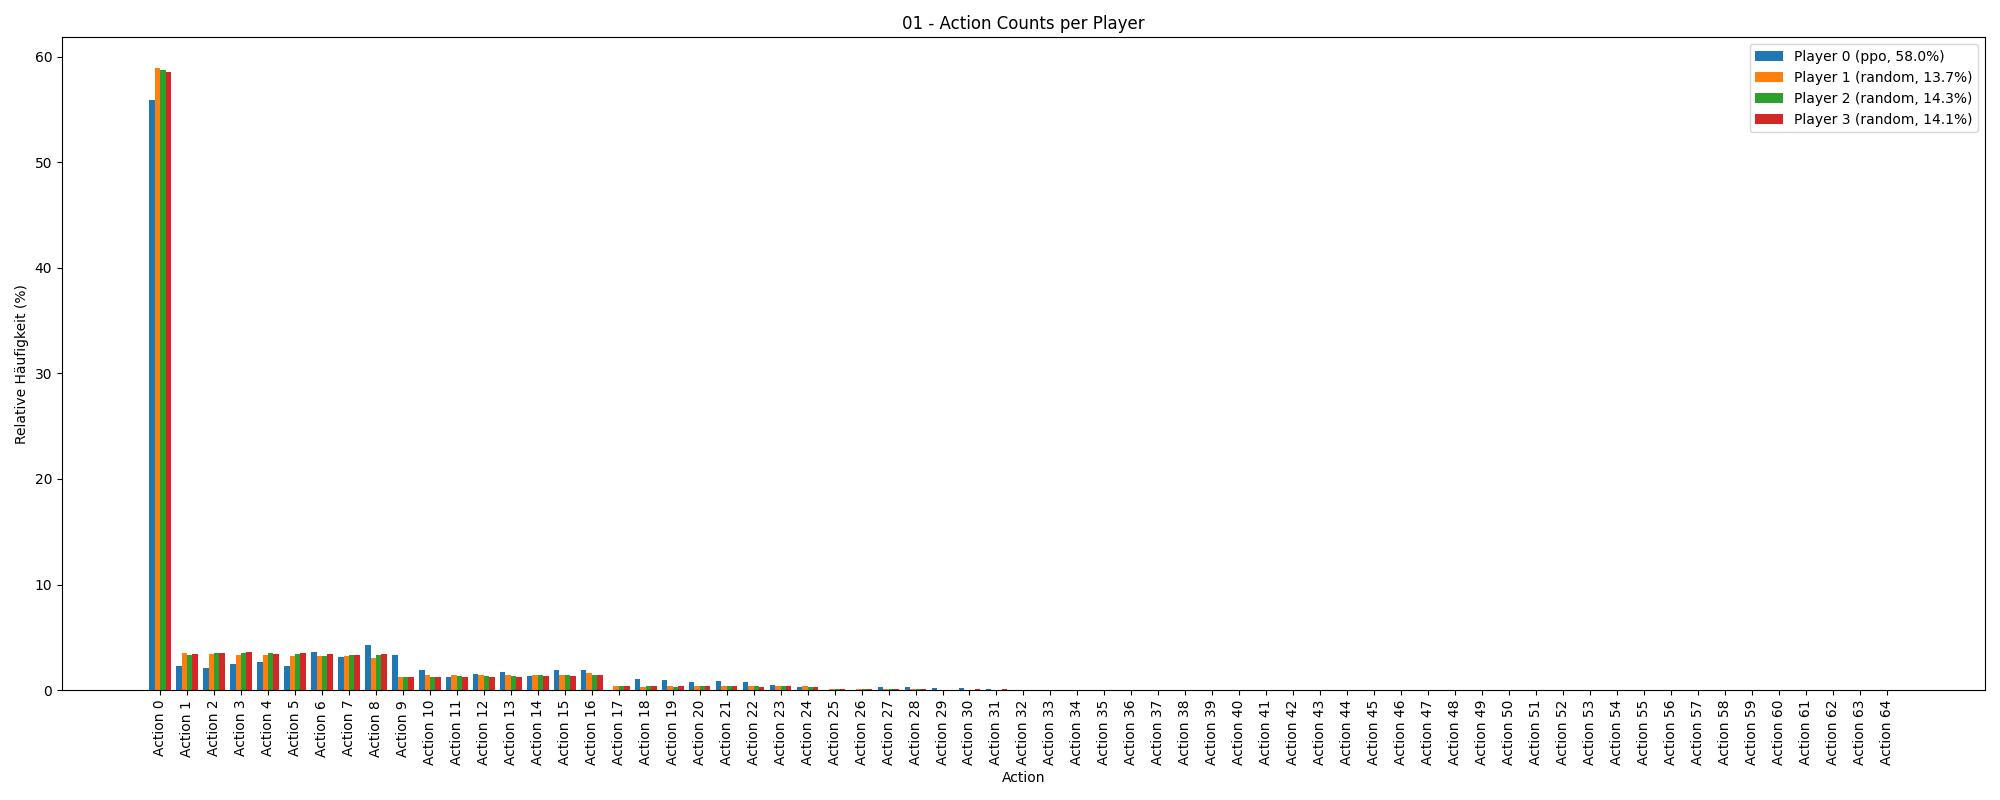 01 - Action Counts per Player
Relative Häufigkeit (%)
60
50
40
30
20
10
0
Player 0 (ppo, 58.0%)
Player 1 (random, 13.7%)
Player 2 (random, 14.3%)
Player 3 (random, 14.1%)
Action 0
Action 1
Action 2
Action 3
Action 4
Action 5
Action 6
Action 7
Action 8
Action 9
Action 10
Action 11
Action 12
Action 13
Action 14
Action 15
Action 16
Action 17
Action 18
Action 19
Action 20
Action 21
Action 22
Action 23
Action 24
Action 25
Action 26
Action 27
Action 28
Action 29
Action 30
Action 31
Action 32
Action 33
Action 34
Action 35
Action 36
Action 37
Action 38
Action 39
Action 40
Action 41
Action 42
Action 43
Action 44
Action 45
Action 46
Action 47
Action 48
Action 49
Action 50
Action 51
Action 52
Action 53
Action 54
Action 55
Action 56
Action 57
Action 58
Action 59
Action 60
Action 61
Action 62
Action 63
Action 64
Action